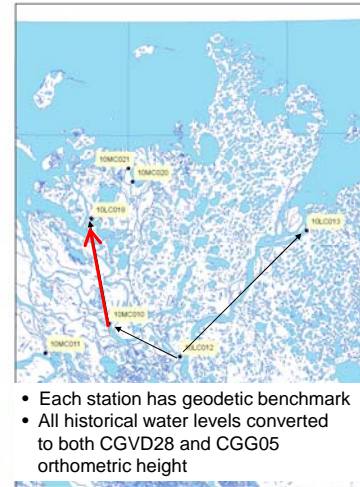 10MC021
10MC020
10LC019
10LC013
10MC010
10MC011
10LC012
• Each station has geodetic benchmark
• All historical water levels converted
to both CGVD28 and CGG05
orthometric height